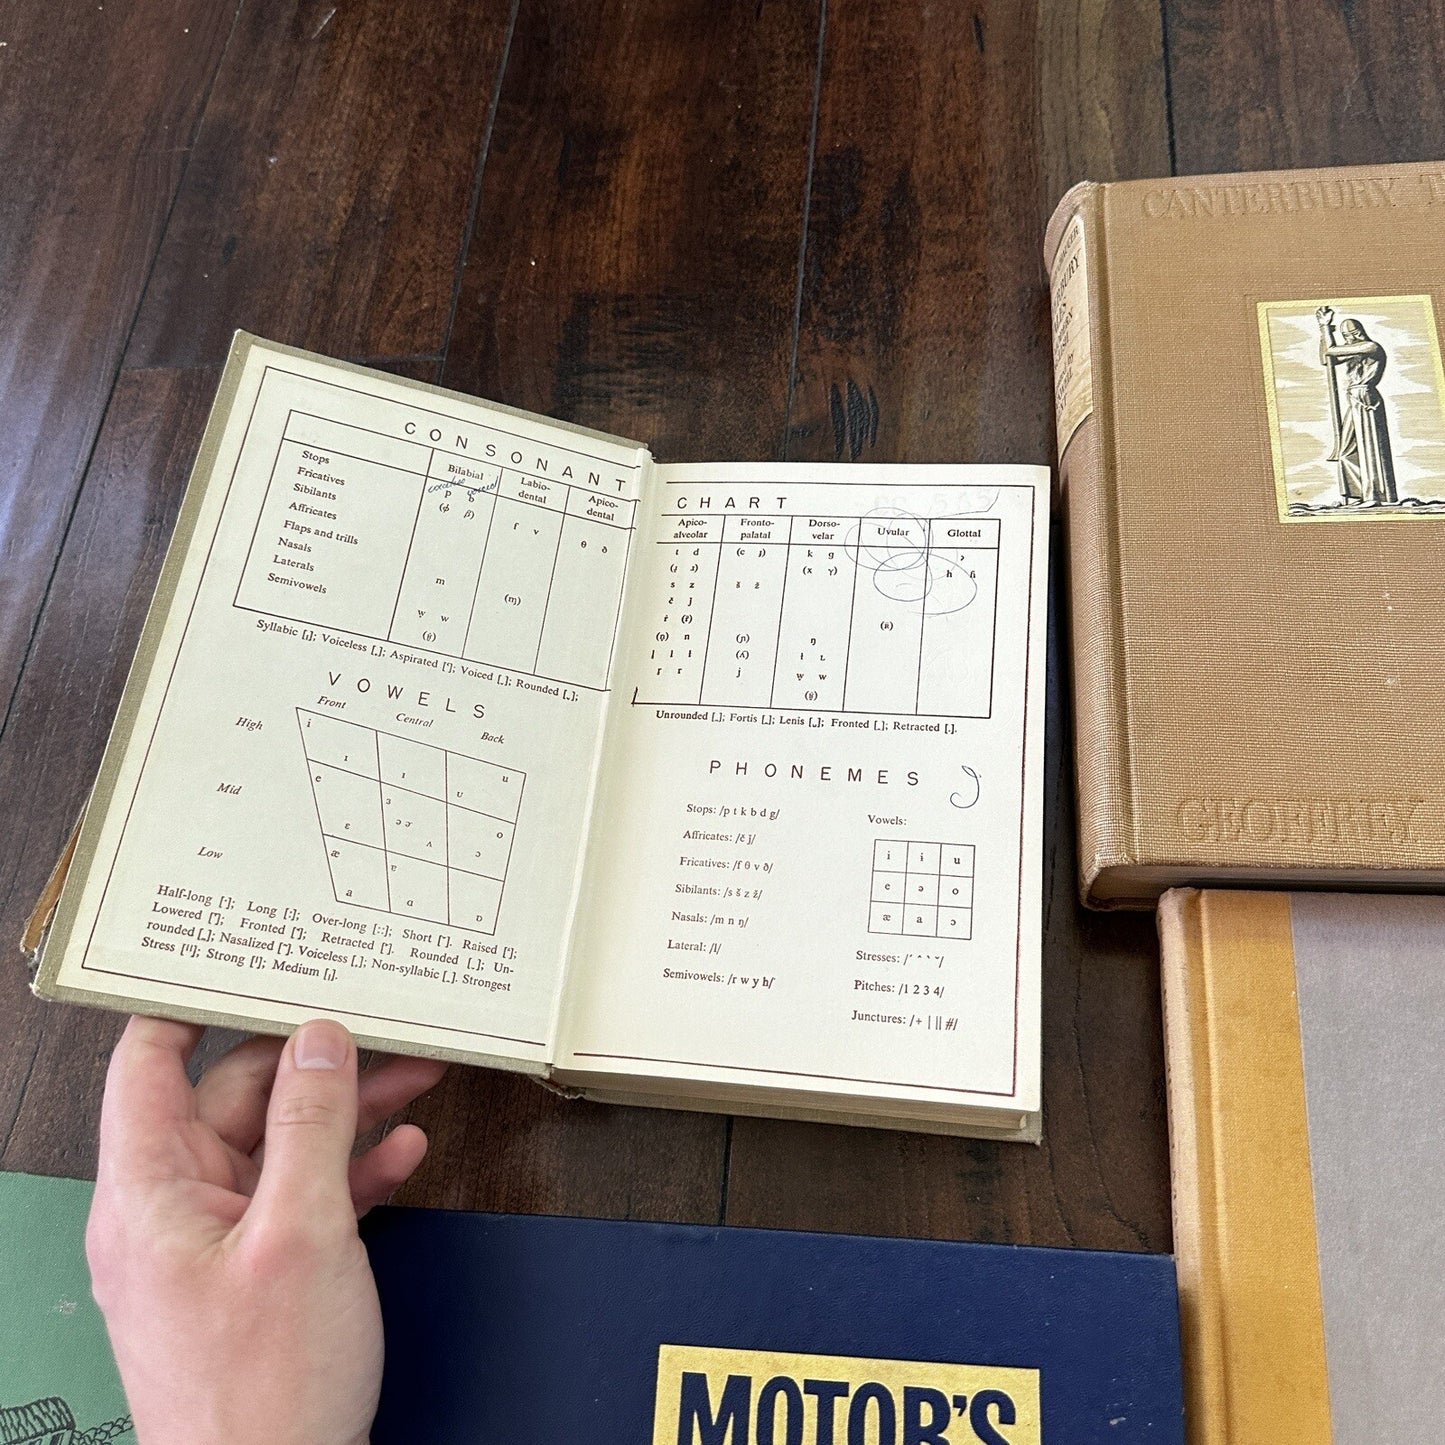 CONSONANT
Bilabial
Labio-
dental
Apico-
dental
Stops
p b
Fricatives
(ɸ β)
f v
θ ð
Sibilants
Affricates
Flaps and trills
Nasals
m
(ɱ)
Laterals
Semivowels
w̥ w
Syllabic [ˌ]; Voiceless [˳]; Aspirated [ʻ]; Voiced [ˬ]; Rounded [˒];
VOWELS
Front
Central
Back
High
i
u
ɪ
ʊ
Mid
e
ɜ
o
ə ɚ
ɛ
ʌ
ɔ
Low
æ
ɐ
a
ɑ
ɒ
Half-long [·]; Long [:]; Over-long [::]; Short [˘]. Raised [^];
Lowered [ˇ]; Fronted [<]; Retracted [>]. Rounded [˒]; Un-
rounded [˓]; Nasalized [~]. Voiceless [˳]; Non-syllabic [˷]. Strongest
Stress [ˈˈ]; Strong [ˈ]; Medium [ˌ].
CHART
Apico-
alveolar
Fronto-
palatal
Dorso-
velar
Uvular
Glottal
t d
(c ɟ)
k g
(x γ)
h ɦ
s z
š ž
č ǰ
(ʀ)
n
(ɲ)
ŋ
(ʎ)
j
w̥ w
Unrounded [˓]; Fortis [˷]; Lenis [˷]; Fronted [˷]; Retracted [.].
PHONEMES
Stops: /p t k b d g/
Affricates: /č ǰ/
Fricatives: /f θ v ð/
Sibilants: /s š z ž/
Nasals: /m n ŋ/
Lateral: /l/
Semivowels: /r w y h/
Vowels:
i ɨ u
e ə o
æ a ɔ
Stresses: /´ ^ ` ˘/
Pitches: /1 2 3 4/
Junctures: /+ | || #/
CANTERBURY T
GEOFFREY
MOTOR'S